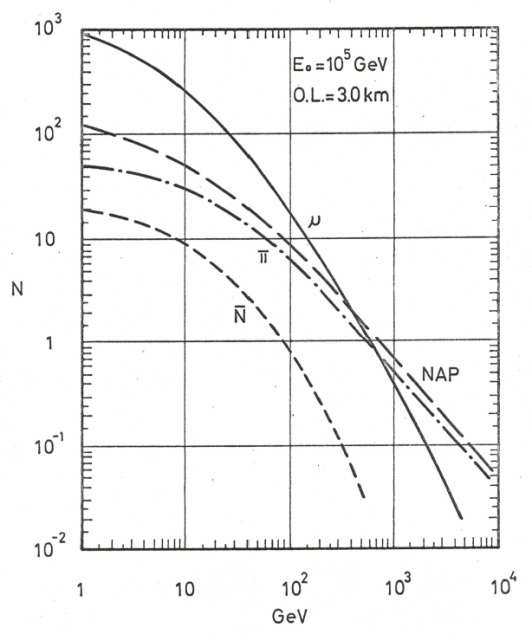 10³
E₀=10⁵ GeV
O.L.=3.0 km
10²
μ
10
π
N
N̄
1
NAP
10⁻¹
10⁻²
1
10
10²
10³
10⁴
GeV